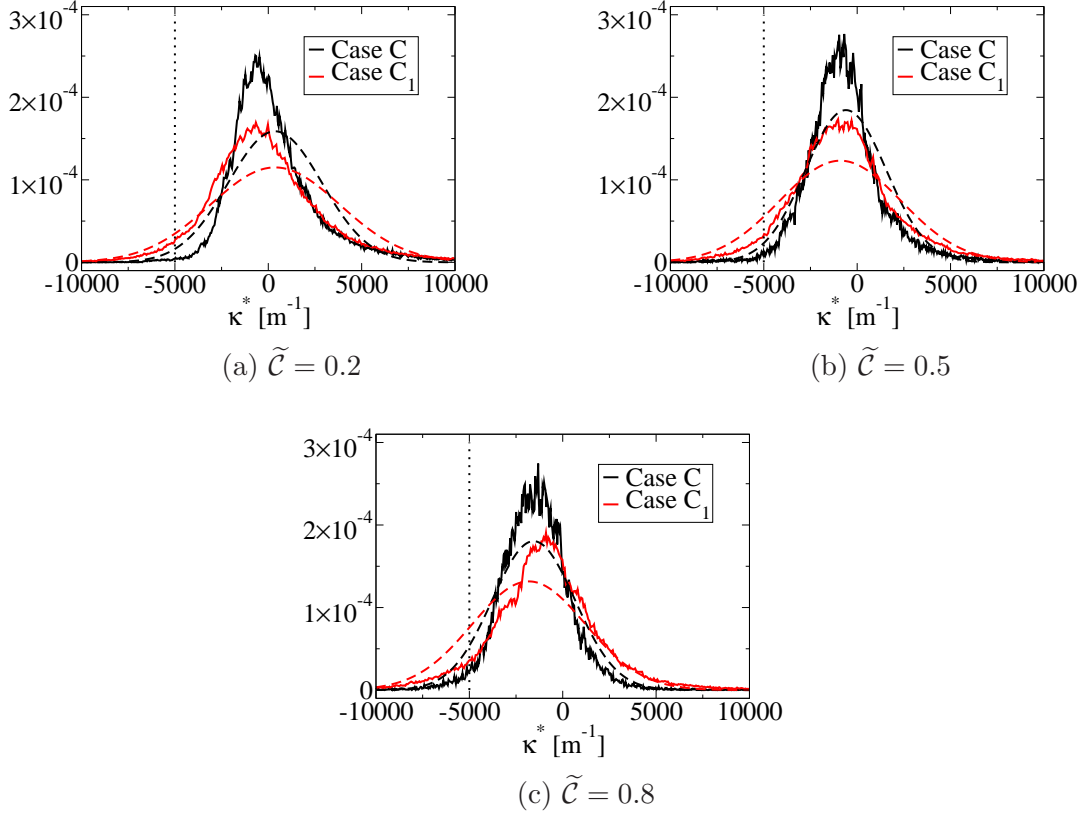 3×10⁻⁴
2×10⁻⁴
1×10⁻⁴
0
-10000 -5000 0 5000 10000
κ* [m⁻¹]
Case C
Case C₁
(a) 𝒞̃ = 0.2
3×10⁻⁴
2×10⁻⁴
1×10⁻⁴
0
-10000 -5000 0 5000 10000
κ* [m⁻¹]
Case C
Case C₁
(b) 𝒞̃ = 0.5
3×10⁻⁴
2×10⁻⁴
1×10⁻⁴
0
-10000 -5000 0 5000 10000
κ* [m⁻¹]
Case C
Case C₁
(c) 𝒞̃ = 0.8